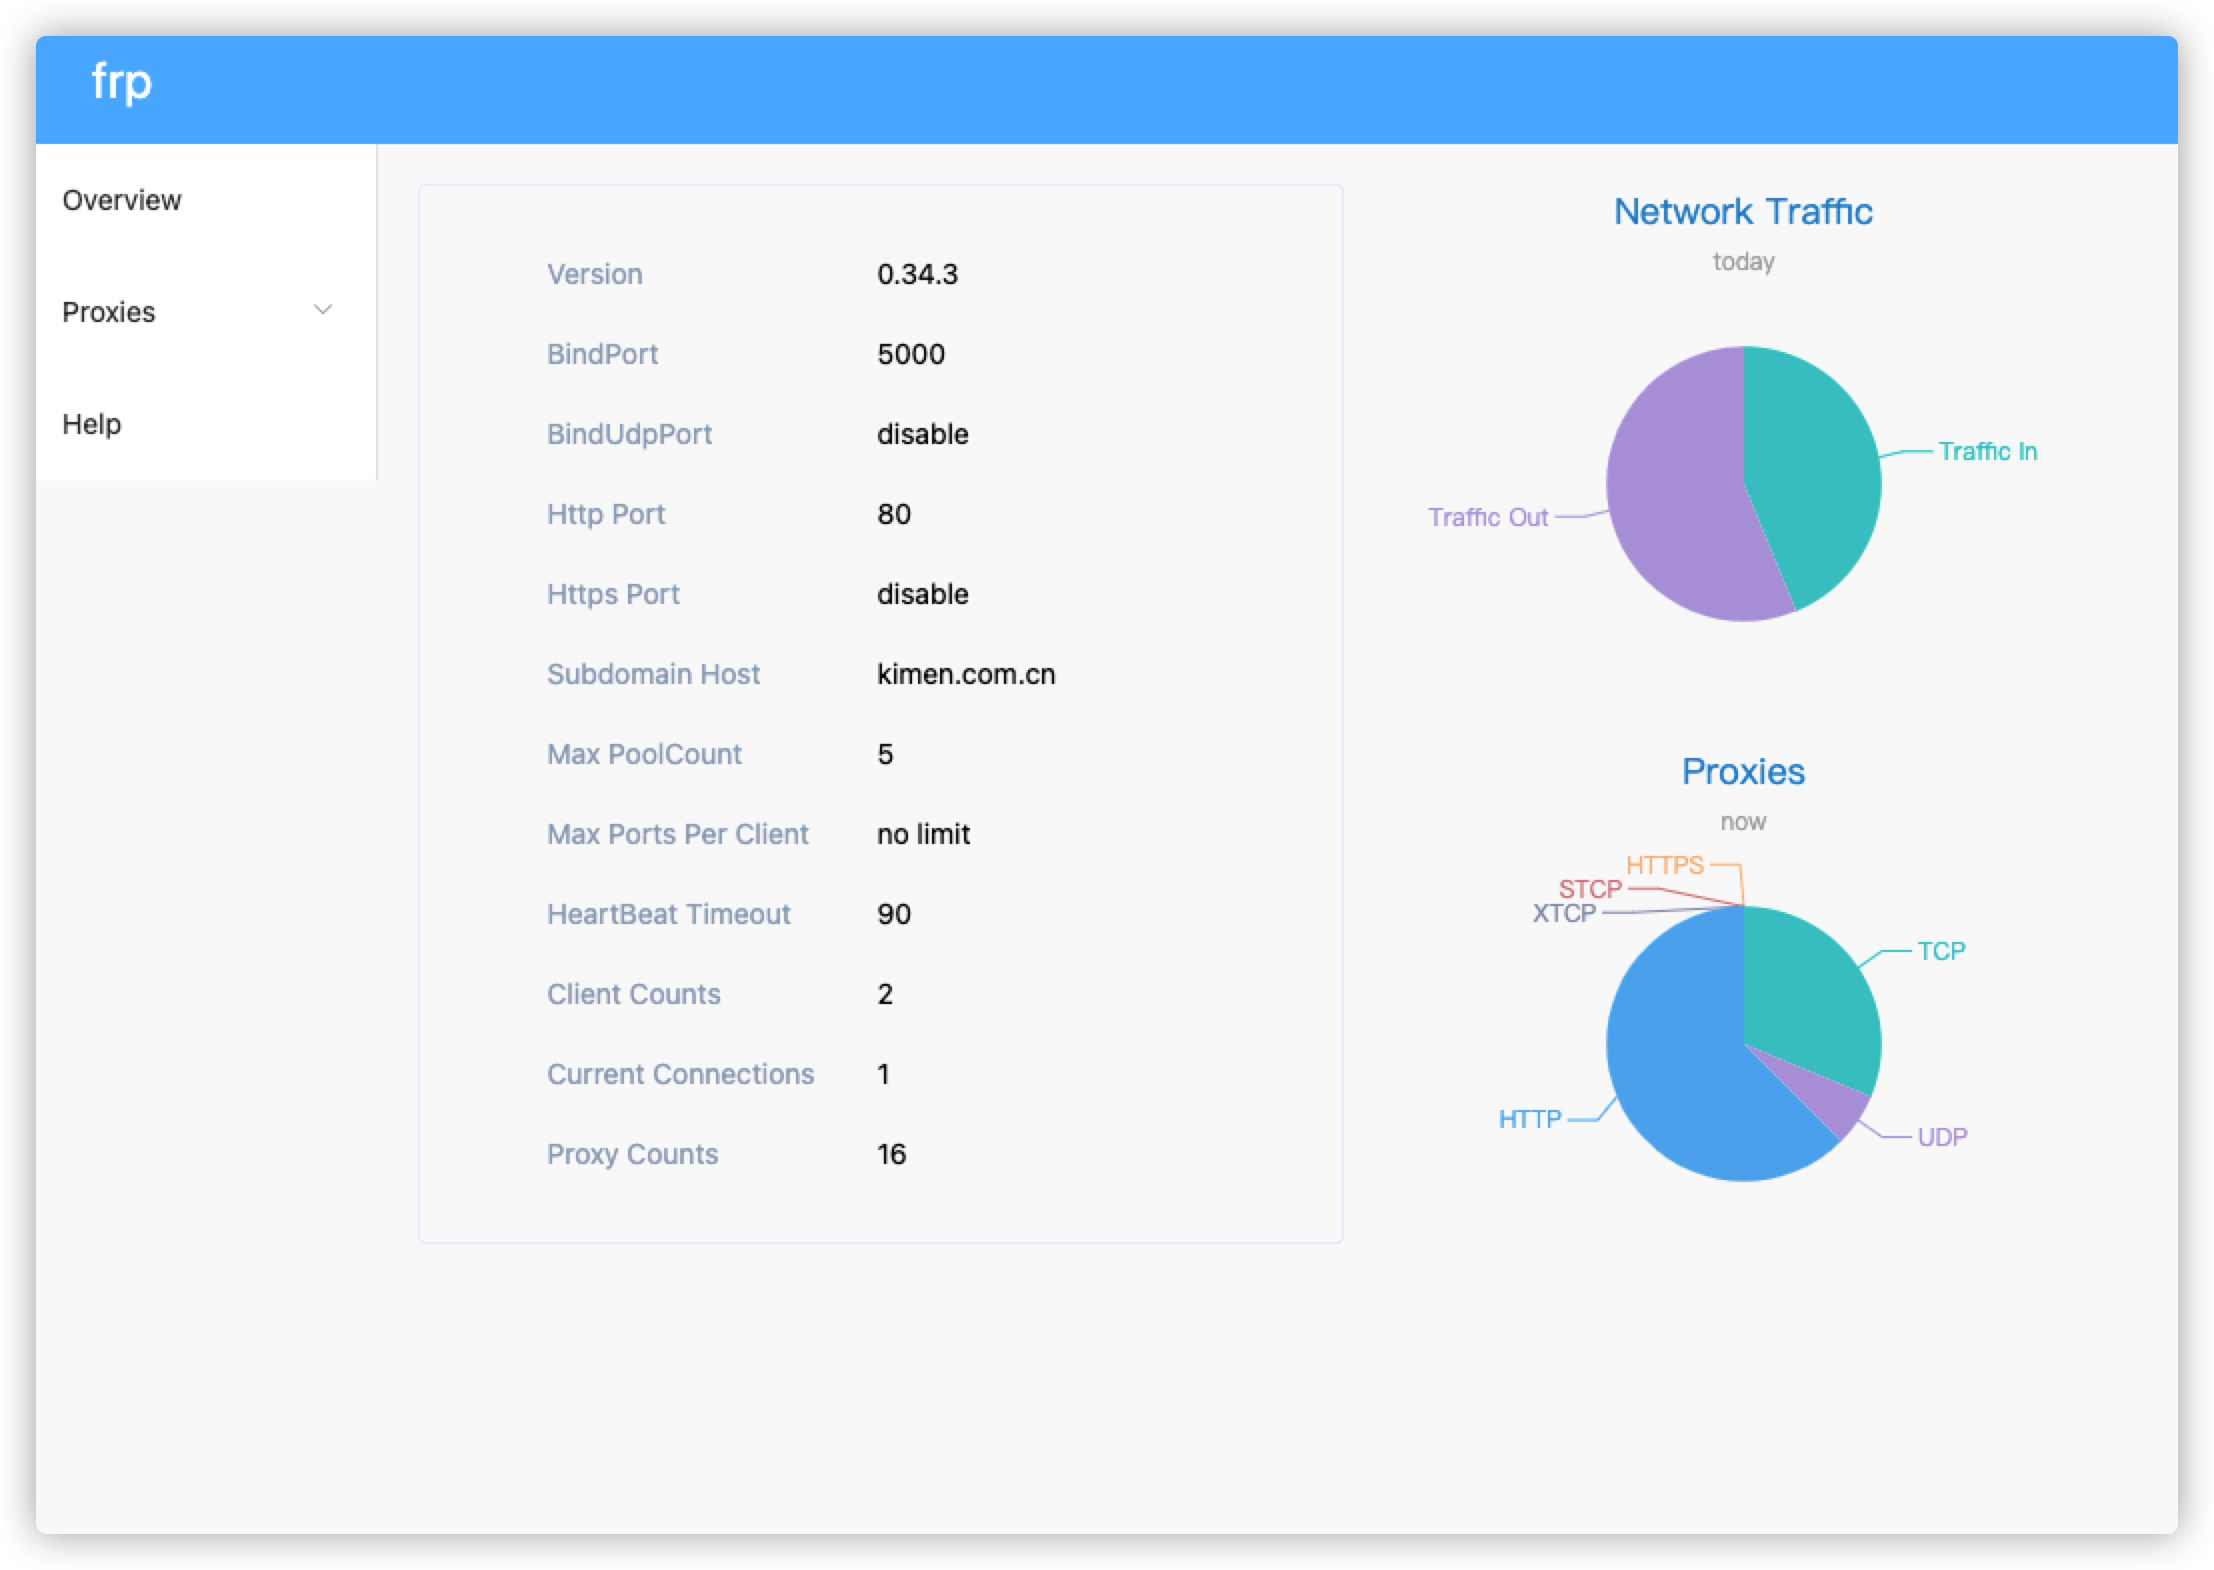 frp
Overview
Proxies
Help
Version 0.34.3
BindPort 5000
BindUdpPort disable
Http Port 80
Https Port disable
Subdomain Host kimen.com.cn
Max PoolCount 5
Max Ports Per Client no limit
HeartBeat Timeout 90
Client Counts 2
Current Connections 1
Proxy Counts 16
Network Traffic
today
Traffic In
Traffic Out
Proxies
now
HTTPS
STCP
XTCP
TCP
HTTP
UDP